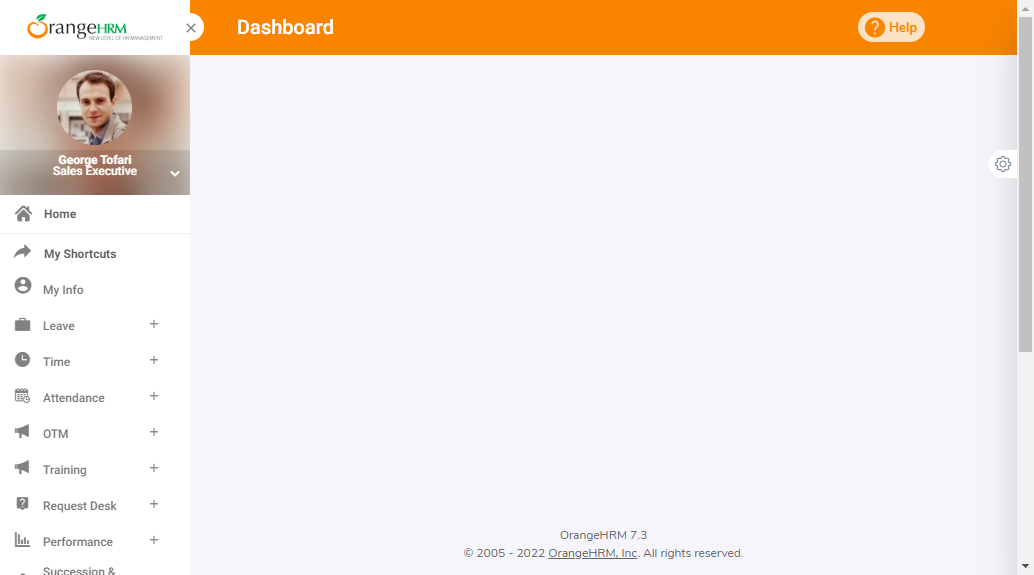 OrangeHRM
NEW LEVEL OF HR MANAGEMENT
Dashboard
? Help
George Tofari
Sales Executive
Home
My Shortcuts
My Info
Leave +
Time +
Attendance +
OTM +
Training +
Request Desk +
Performance +
Succession &
OrangeHRM 7.3
© 2005 - 2022 OrangeHRM, Inc. All rights reserved.